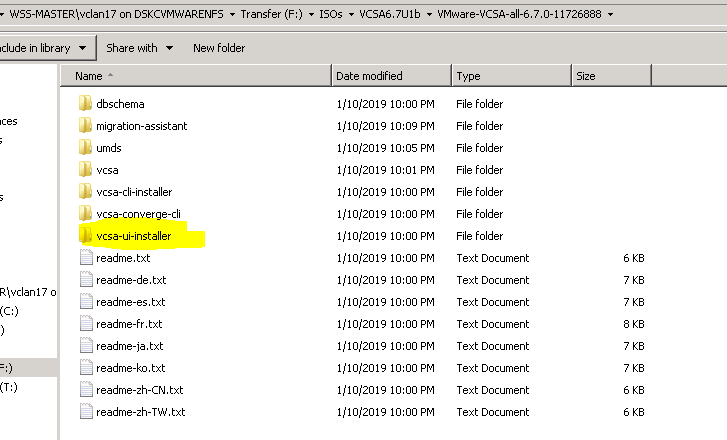 WSS-MASTER\vclan17 on DSKCVMWARENFS Transfer (F:) ISOs VCSA6.7U1b VMware-VCSA-all-6.7.0-11726888
nclude in library Share with New folder
Name Date modified Type Size
dbschema 1/10/2019 10:00 PM File folder
migration-assistant 1/10/2019 10:09 PM File folder
nces
umds 1/10/2019 10:05 PM File folder
s
vcsa 1/10/2019 10:01 PM File folder
vcsa-cli-installer 1/10/2019 10:00 PM File folder
s
vcsa-converge-cli 1/10/2019 10:00 PM File folder
vcsa-ui-installer 1/10/2019 10:00 PM File folder
readme.txt 1/10/2019 10:00 PM Text Document 6 KB
readme-de.txt 1/10/2019 10:00 PM Text Document 7 KB
R\vclan17 o
readme-es.txt 1/10/2019 10:00 PM Text Document 7 KB
(C:)
readme-fr.txt 1/10/2019 10:00 PM Text Document 8 KB
)
readme-ja.txt 1/10/2019 10:00 PM Text Document 7 KB
F:)
readme-ko.txt 1/10/2019 10:00 PM Text Document 7 KB
(T:)
readme-zh-CN.txt 1/10/2019 10:00 PM Text Document 6 KB
readme-zh-TW.txt 1/10/2019 10:00 PM Text Document 6 KB